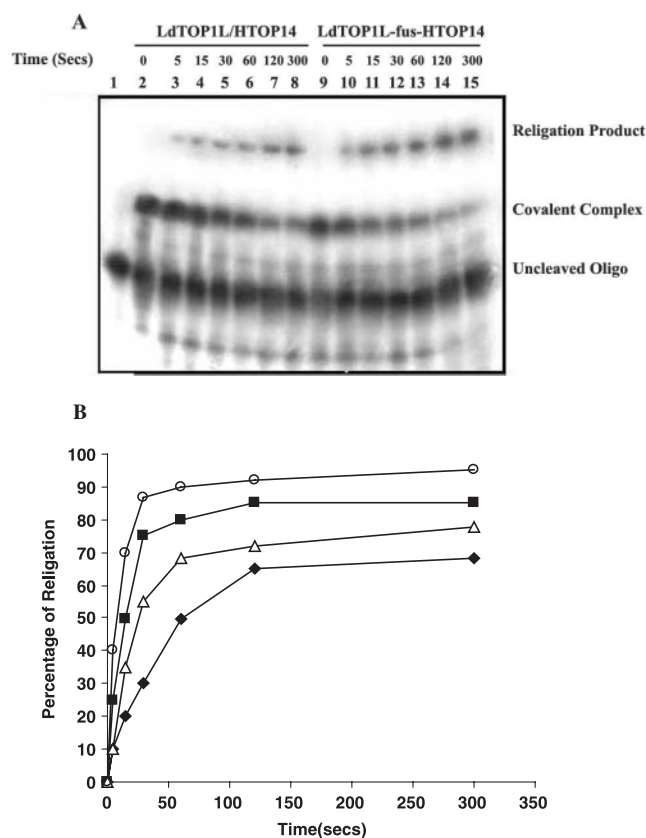 A
LdTOP1L/HTOP14 LdTOP1L-fus-HTOP14
Time (Secs) 0 5 15 30 60 120 300 0 5 15 30 60 120 300
1 2 3 4 5 6 7 8 9 10 11 12 13 14 15
Religation Product
Covalent Complex
Uncleaved Oligo
B
Percentage of Religation
100
90
80
70
60
50
40
30
20
10
0
0 50 100 150 200 250 300 350
Time(secs)